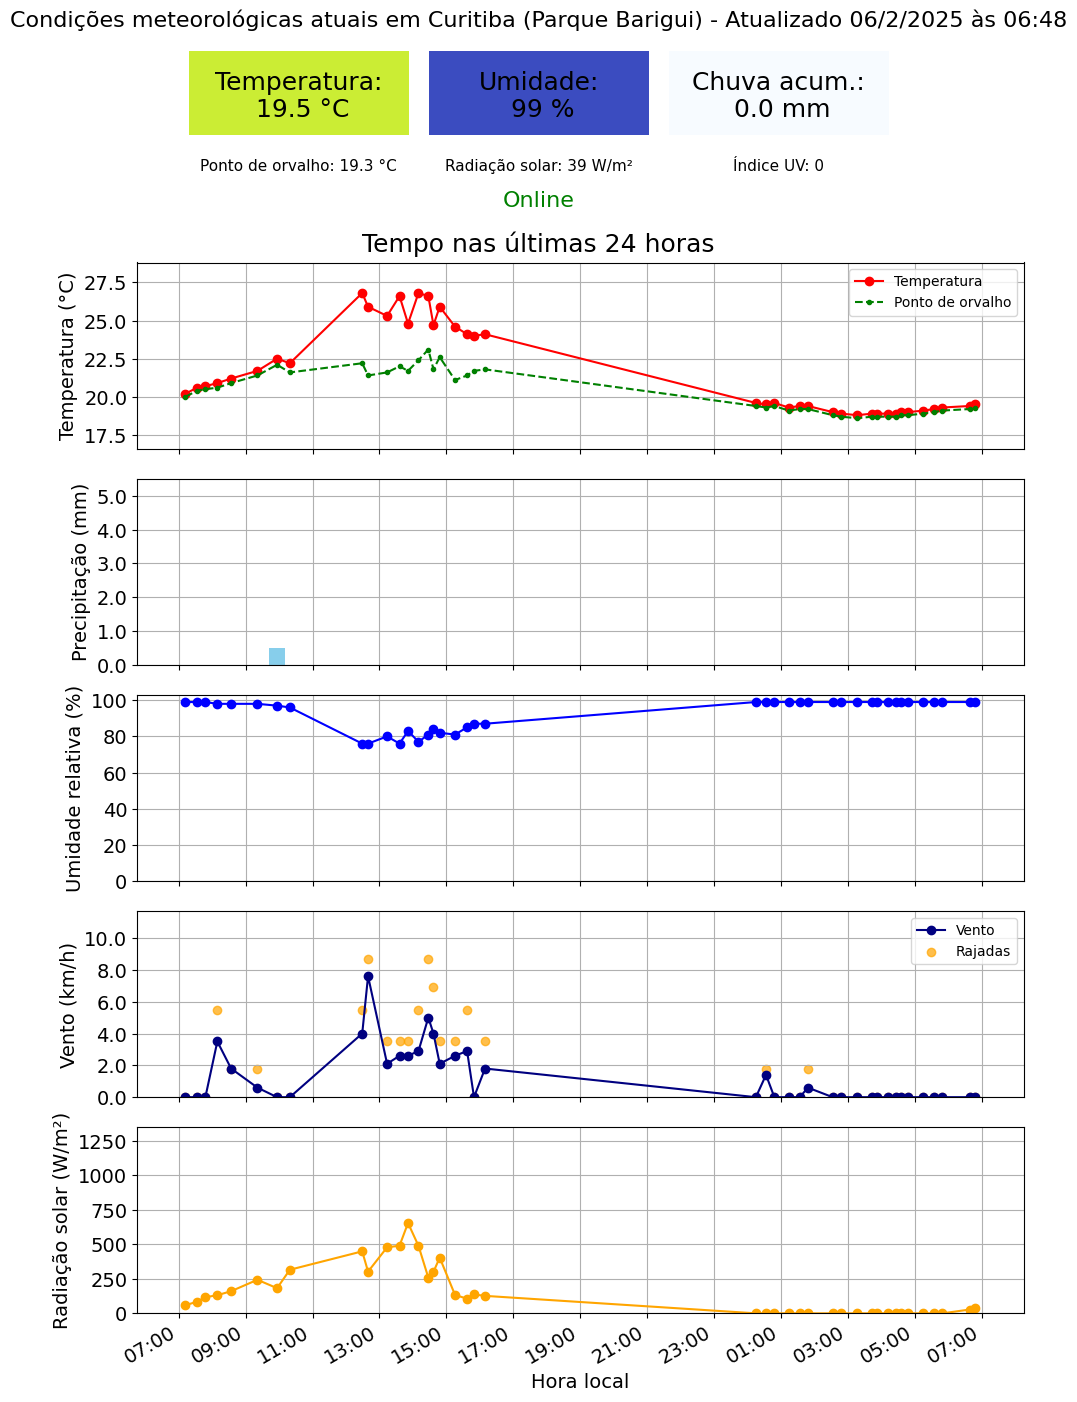 Condições meteorológicas atuais em Curitiba (Parque Barigui) - Atualizado 06/2/2025 às 06:48
Temperatura:
19.5 °C
Umidade:
99 %
Chuva acum.:
0.0 mm
Ponto de orvalho: 19.3 °C
Radiação solar: 39 W/m²
Índice UV: 0
Online
Tempo nas últimas 24 horas
Temperatura (°C)
27.5
25.0
22.5
20.0
17.5
Temperatura
Ponto de orvalho
Precipitação (mm)
5.0
4.0
3.0
2.0
1.0
0.0
Umidade relativa (%)
100
80
60
40
20
0
Vento (km/h)
10.0
8.0
6.0
4.0
2.0
0.0
Vento
Rajadas
Radiação solar (W/m²)
1250
1000
750
500
250
0
07:00
09:00
11:00
13:00
15:00
17:00
19:00
21:00
23:00
01:00
03:00
05:00
07:00
Hora local